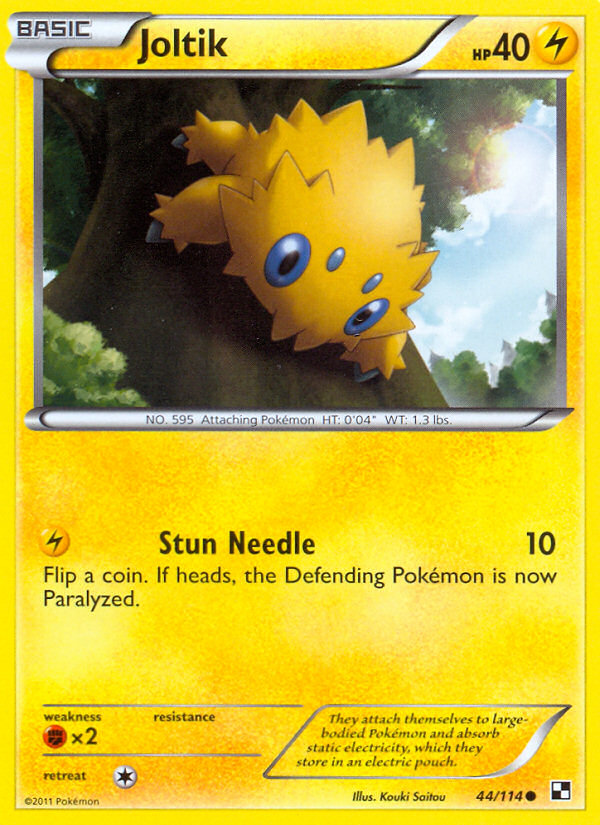 BASIC
Joltik
HP40
NO. 595 Attaching Pokémon HT: 0'04" WT: 1.3 lbs.
Stun Needle 10
Flip a coin. If heads, the Defending Pokémon is now
Paralyzed.
weakness resistance
×2
They attach themselves to large-
bodied Pokémon and absorb
static electricity, which they
store in an electric pouch.
retreat
©2011 Pokémon
Illus. Kouki Saitou 44/114